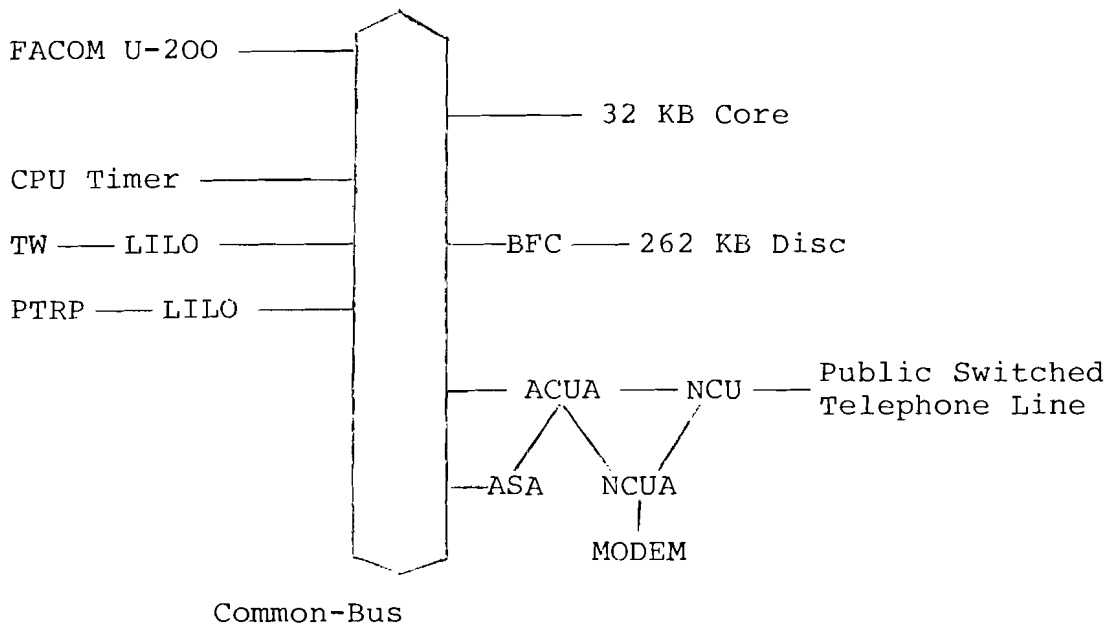 FACOM U-200
32 KB Core
CPU Timer
TW LILO BFC 262 KB Disc
PTRP LILO
ACUA NCU Public Switched
Telephone Line
ASA NCUA
MODEM
Common-Bus